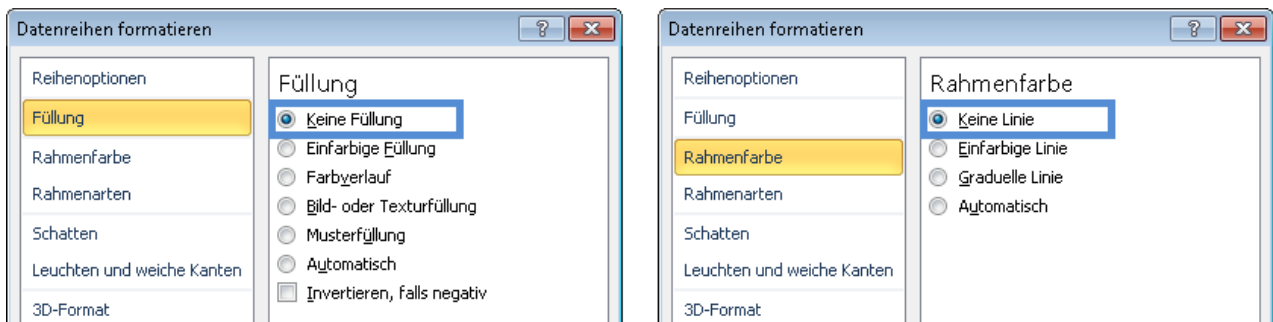 Datenreihen formatieren
Reihenoptionen
Füllung
Rahmenfarbe
Rahmenarten
Schatten
Leuchten und weiche Kanten
3D-Format
Füllung
Keine Füllung
Einfarbige Füllung
Farbverlauf
Bild- oder Texturfüllung
Musterfüllung
Automatisch
Invertieren, falls negativ
Datenreihen formatieren
Reihenoptionen
Füllung
Rahmenfarbe
Rahmenarten
Schatten
Leuchten und weiche Kanten
3D-Format
Rahmenfarbe
Keine Linie
Einfarbige Linie
Graduelle Linie
Automatisch